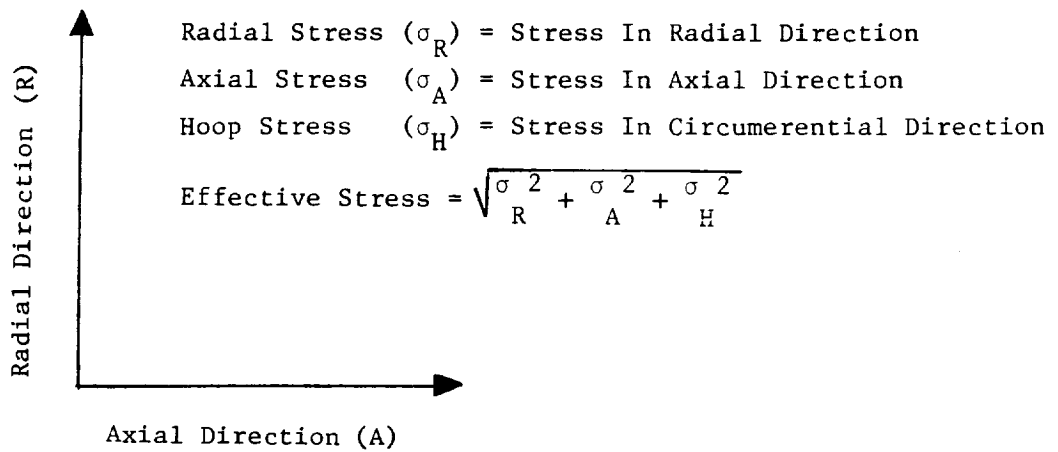 Radial Stress (σR) = Stress In Radial Direction
Axial Stress (σA) = Stress In Axial Direction
Hoop Stress (σH) = Stress In Circumerential Direction
Effective Stress = √σR2 + σA2 + σH2
Radial Direction (R)
Axial Direction (A)